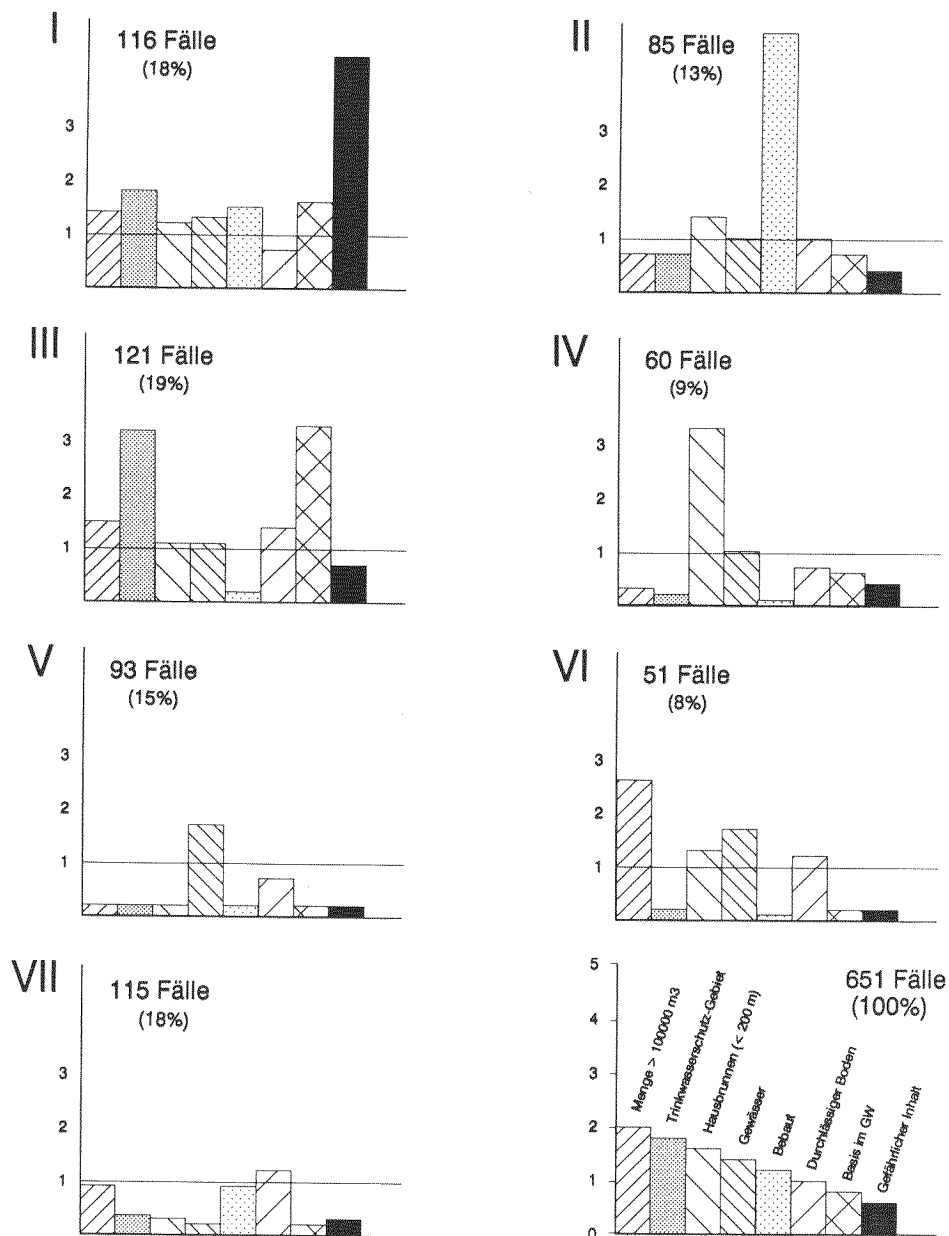 I
116 Fälle
(18%)
3
2
1
II
85 Fälle
(13%)
3
2
1
III
121 Fälle
(19%)
3
2
1
IV
60 Fälle
(9%)
3
2
1
V
93 Fälle
(15%)
3
2
1
VI
51 Fälle
(8%)
3
2
1
VII
115 Fälle
(18%)
3
2
1
651 Fälle
(100%)
5
4
3
2
1
0
Menge > 100000 m3
Trinkwasserschutz-Gebiet
Hausbrunnen (< 200 m)
Gewässer
Bebaut
Durchlässiger Boden
Basis im GW
Gefährlicher Inhalt